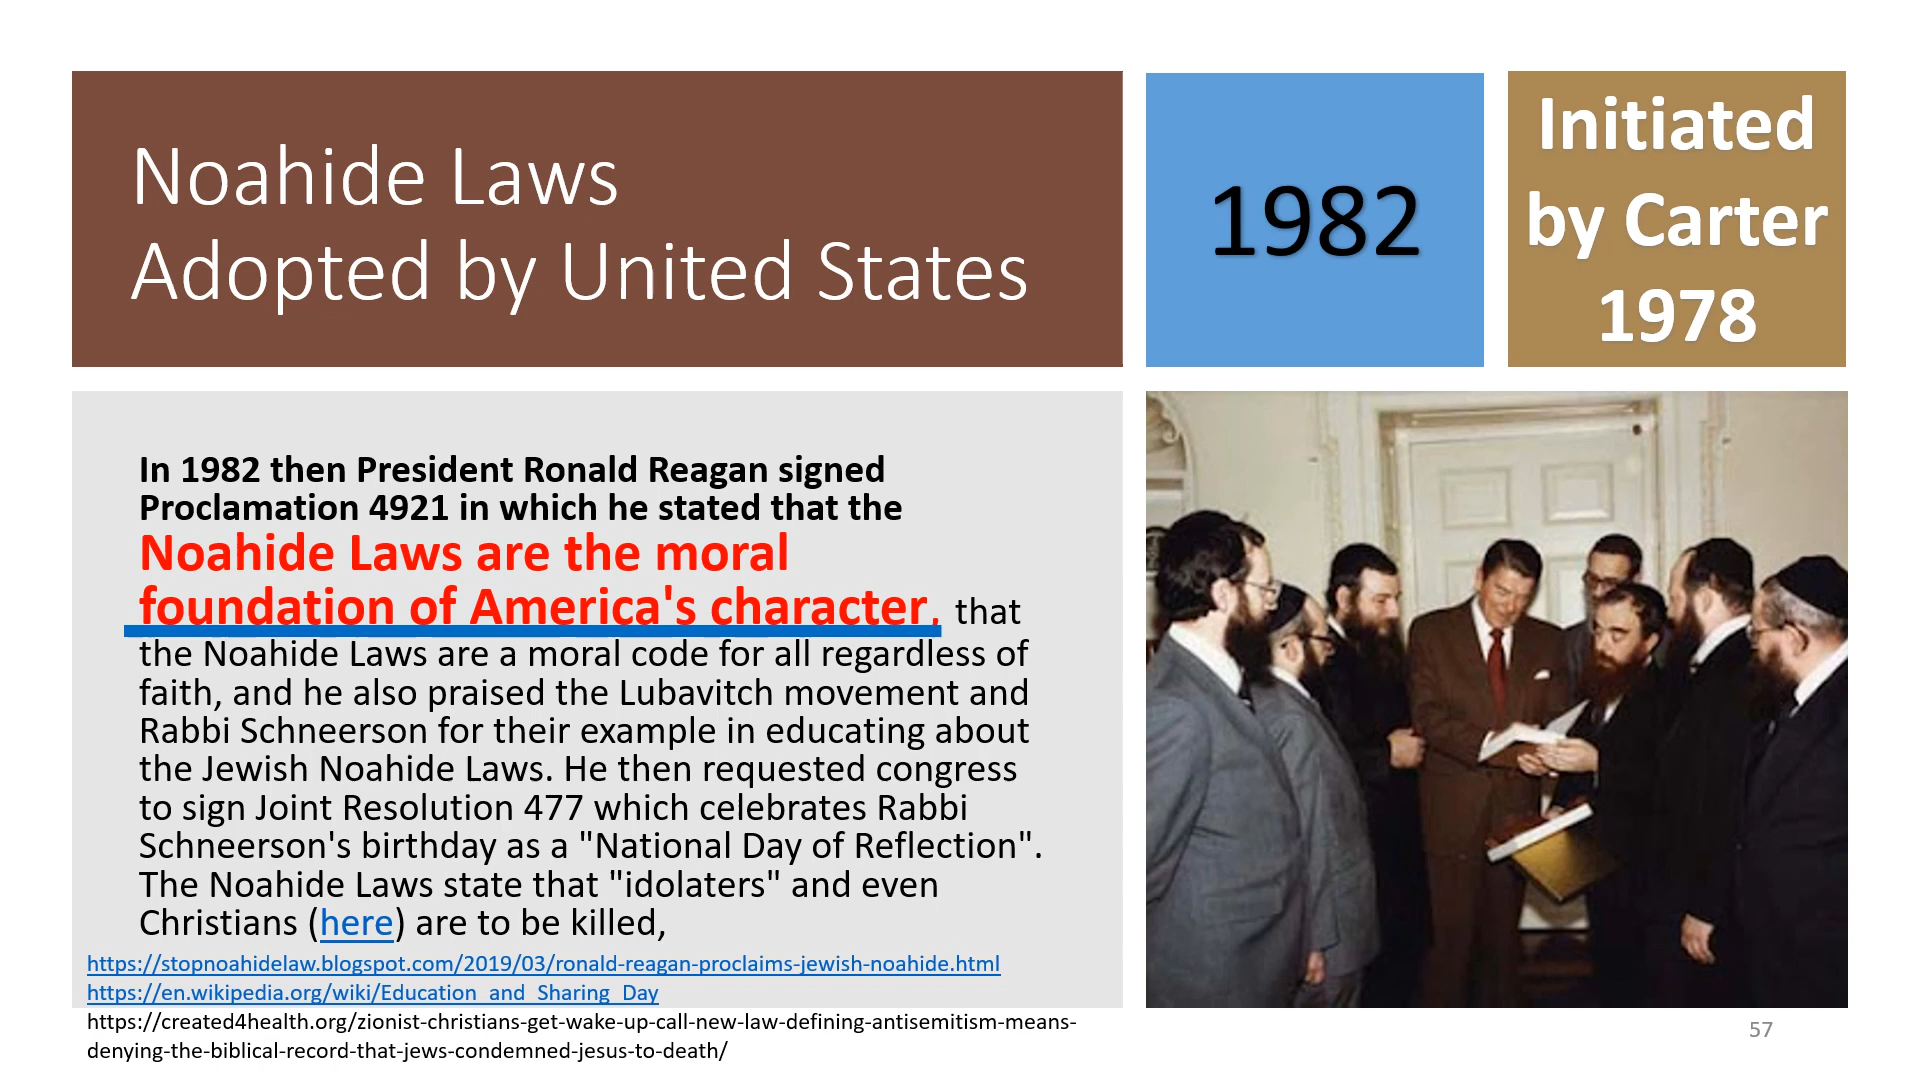 Noahide Laws
Adopted by United States
1982
Initiated
by Carter
1978
In 1982 then President Ronald Reagan signed
Proclamation 4921 in which he stated that the
Noahide Laws are the moral
foundation of America's character, that
the Noahide Laws are a moral code for all regardless of
faith, and he also praised the Lubavitch movement and
Rabbi Schneerson for their example in educating about
the Jewish Noahide Laws. He then requested congress
to sign Joint Resolution 477 which celebrates Rabbi
Schneerson's birthday as a "National Day of Reflection".
The Noahide Laws state that "idolaters" and even
Christians (here) are to be killed,
https://stopnoahidelaw.blogspot.com/2019/03/ronald-reagan-proclaims-jewish-noahide.html
https://en.wikipedia.org/wiki/Education_and_Sharing_Day
https://created4health.org/zionist-christians-get-wake-up-call-new-law-defining-antisemitism-means-
denying-the-biblical-record-that-jews-condemned-jesus-to-death/
57